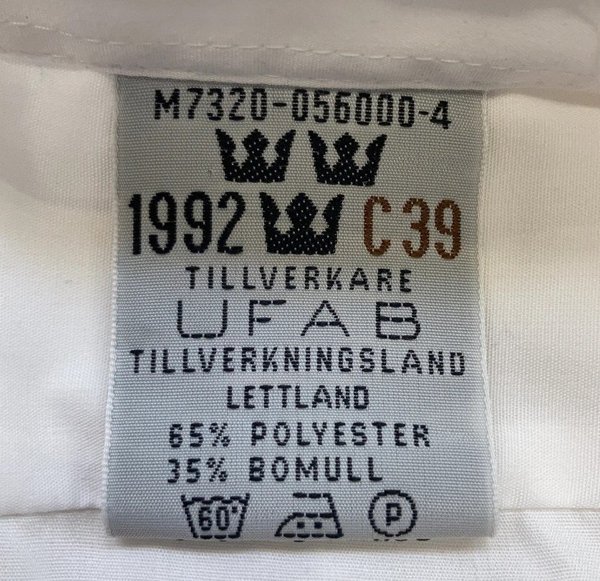 M7320-056000-4
1992 C39
TILLVERKARE
UFAB
TILLVERKNINGSLAND
LETTLAND
65% POLYESTER
35% BOMULL
60° P